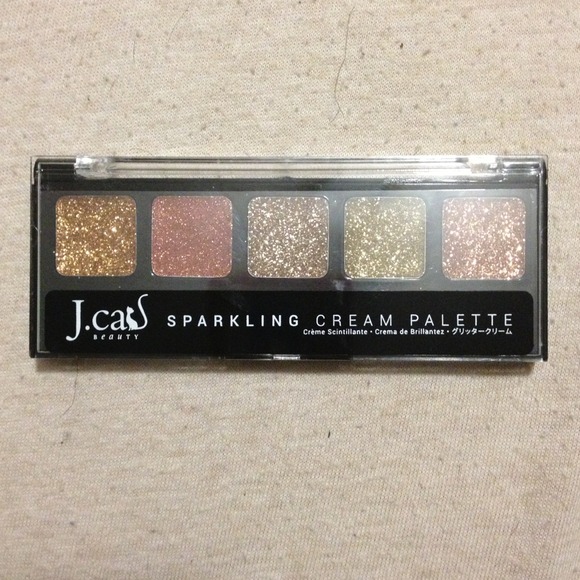 J.Cat
BEAUTY
SPARKLING CREAM PALETTE
Crème Scintillante • Crema de Brillantez • グリッタークリーム